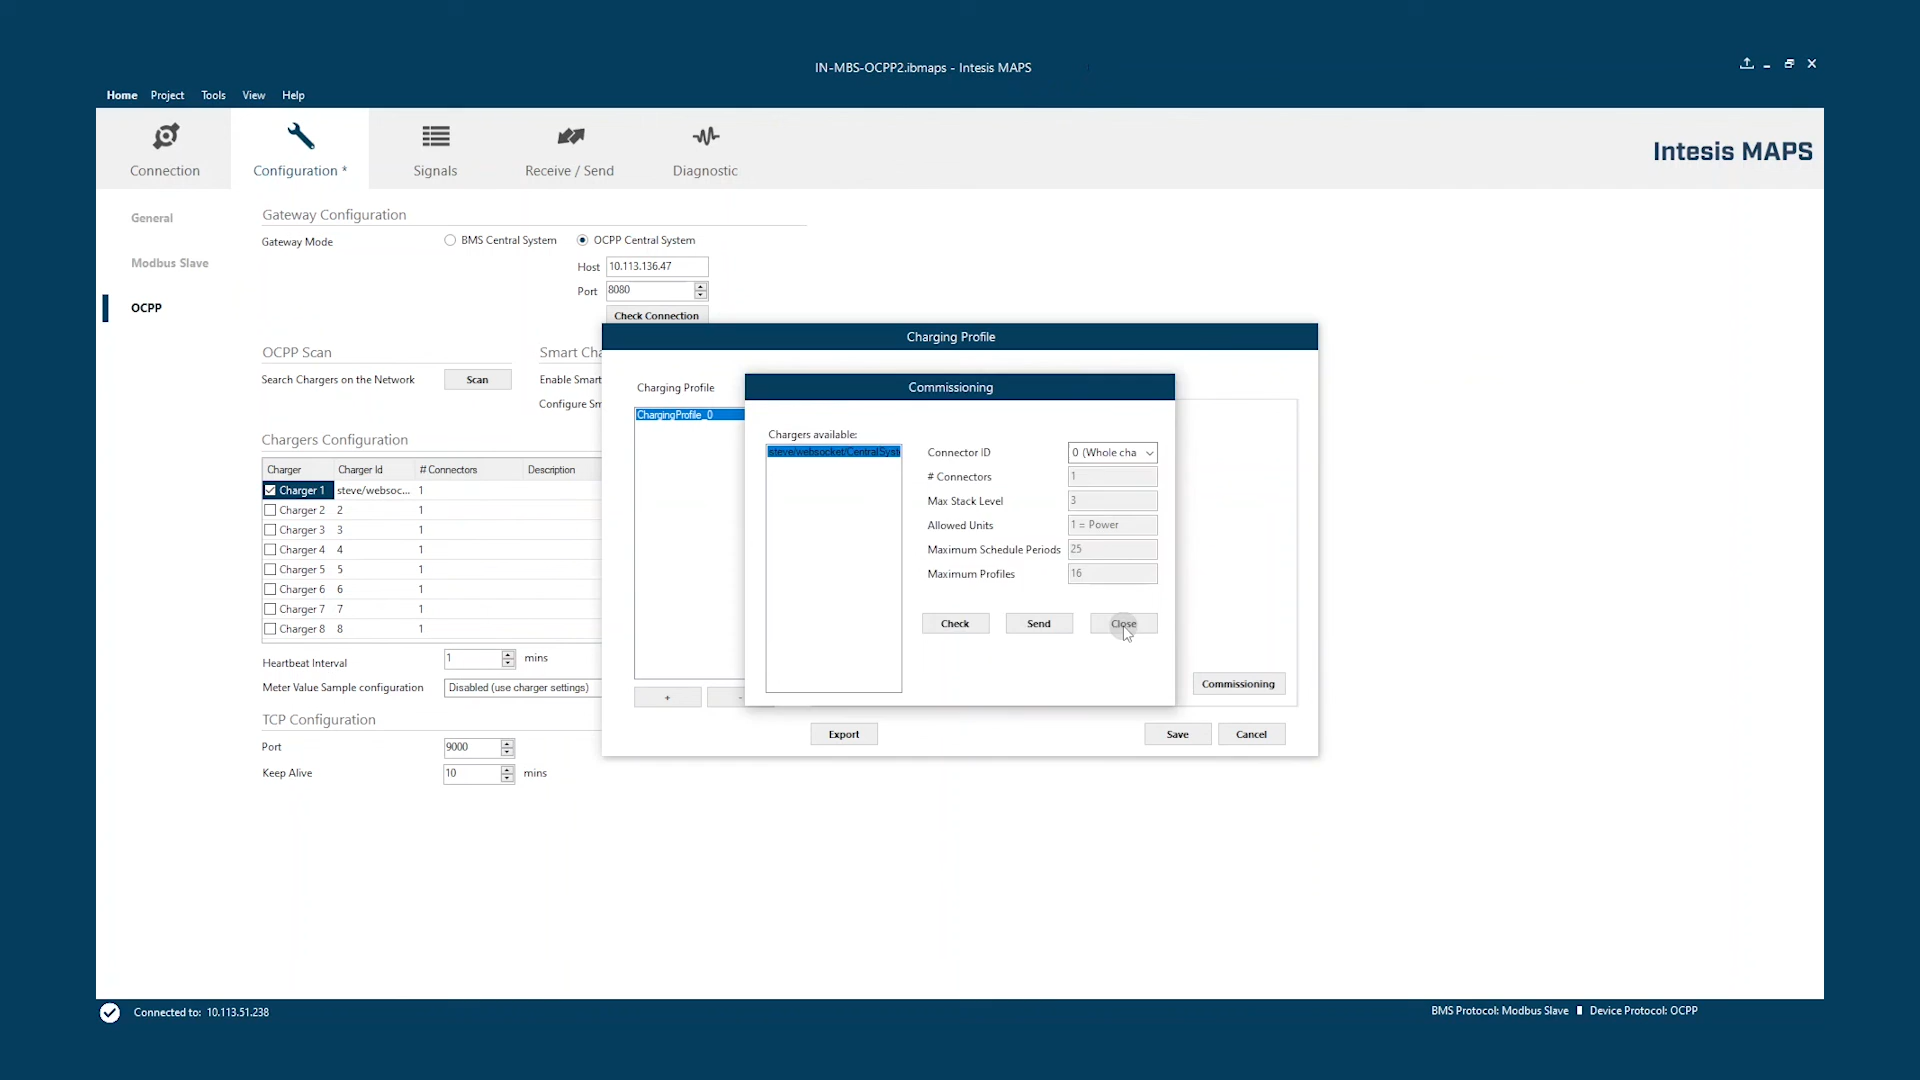 IN-MBS-OCPP2.ibmaps - Intesis MAPS
Home Project Tools View Help
Connection Configuration * Signals Receive / Send Diagnostic
Intesis MAPS
General
Modbus Slave
OCPP
Gateway Configuration
Gateway Mode BMS Central System OCPP Central System
Host 10.113.136.47
Port 8080
Check Connection
OCPP Scan
Search Chargers on the Network Scan
Smart Cha
Enable Smart
Configure Sm
Chargers Configuration
Charger Charger Id # Connectors Description
Charger 1 steve/websoc... 1
Charger 2 2 1
Charger 3 3 1
Charger 4 4 1
Charger 5 5 1
Charger 6 6 1
Charger 7 7 1
Charger 8 8 1
Heartbeat Interval 1 mins
Meter Value Sample configuration Disabled (use charger settings)
TCP Configuration
Port 9000
Keep Alive 10 mins
Charging Profile
Charging Profile
ChargingProfile_0
+ -
Commissioning
Export Save Cancel
Commissioning
Chargers available:
steve/websocket/CentralSyst
Connector ID 0 (Whole cha
# Connectors 1
Max Stack Level 3
Allowed Units 1 = Power
Maximum Schedule Periods 25
Maximum Profiles 16
Check Send Close
Connected to: 10.113.51.238
BMS Protocol: Modbus Slave Device Protocol: OCPP